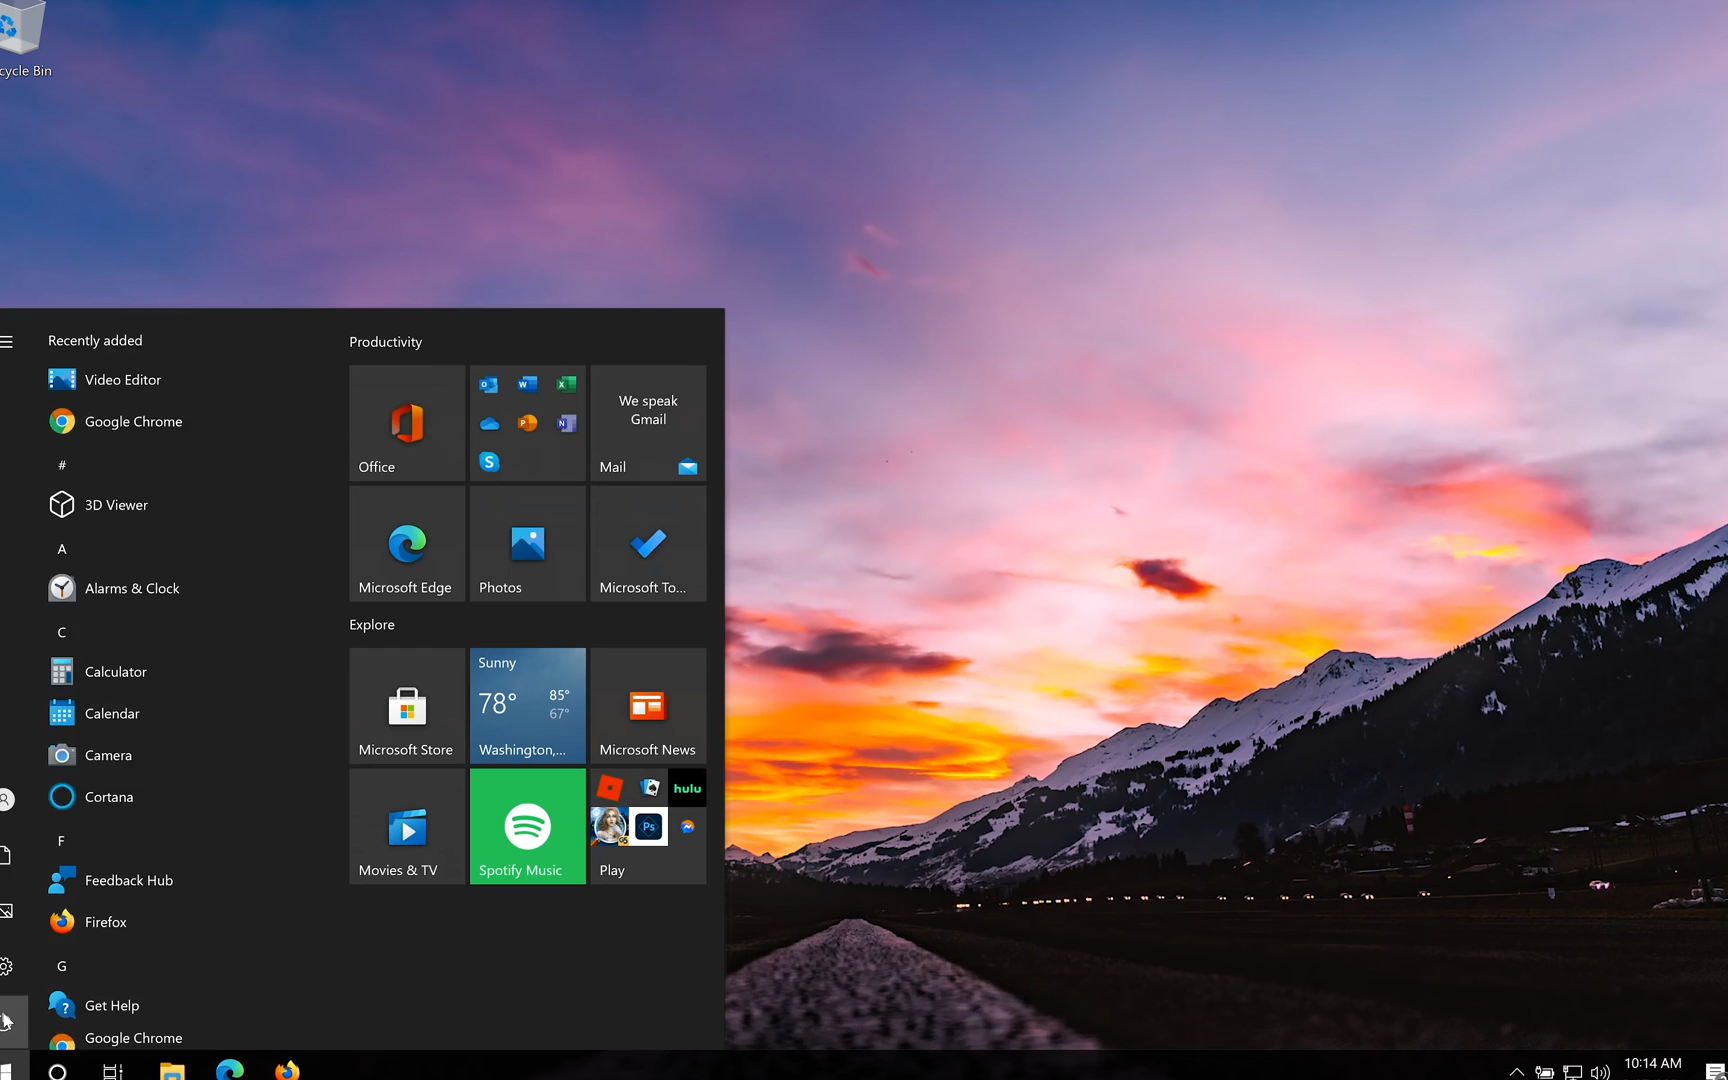 cycle Bin
Recently added
Video Editor
Google Chrome
#
3D Viewer
A
Alarms & Clock
C
Calculator
Calendar
Camera
Cortana
F
Feedback Hub
Firefox
G
Get Help
Google Chrome
Productivity
Office
We speak
Gmail
Mail
Microsoft Edge
Photos
Microsoft To...
Explore
Microsoft Store
Sunny
78°
85°
67°
Washington,...
Microsoft News
Movies & TV
Spotify Music
hulu
Ps
Play
10:14 AM